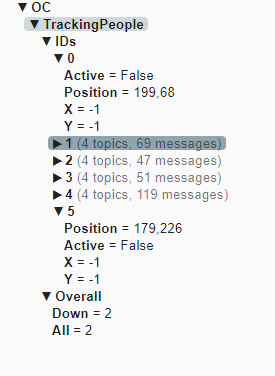 ▼ OC
▼ TrackingPeople
▼ IDs
▼ 0
Active = False
Position = 199,68
X = -1
Y = -1
▶ 1 (4 topics, 69 messages)
▶ 2 (4 topics, 47 messages)
▶ 3 (4 topics, 51 messages)
▶ 4 (4 topics, 119 messages)
▼ 5
Position = 179,226
Active = False
X = -1
Y = -1
▼ Overall
Down = 2
All = 2